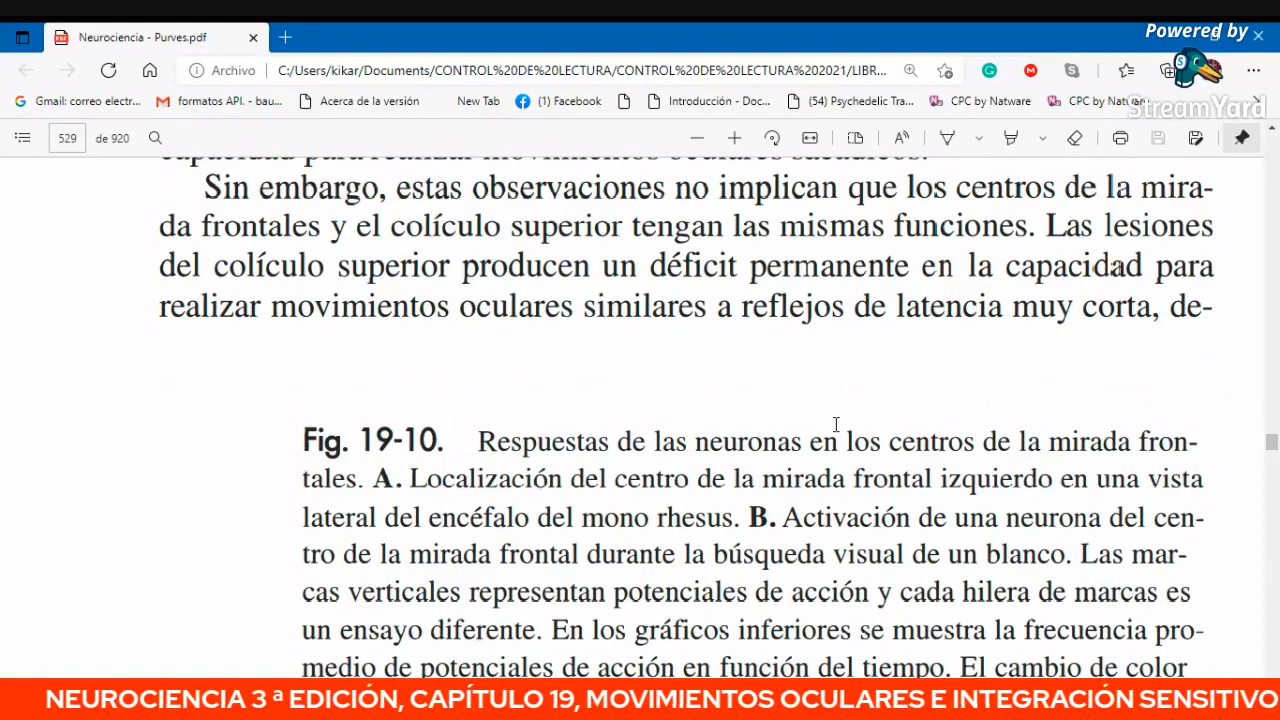 Powered by
Neurociencia - Purves.pdf
Archivo
C:/Users/kikar/Documents/CONTROL%20DE%20LECTURA/CONTROL%20DE%20LECTURA%202021/LIBR...
StreamYard
Gmail: correo electr...
formatos API. - bau...
Acerca de la versión
New Tab
(1) Facebook
Introducción - Doc...
(54) Psychedelic Tra...
CPC by Natware
CPC by Natware
529
de 920
capacidad para realizar movimientos oculares sacádicos.
Sin embargo, estas observaciones no implican que los centros de la mira-
da frontales y el colículo superior tengan las mismas funciones. Las lesiones
del colículo superior producen un déficit permanente en la capacidad para
realizar movimientos oculares similares a reflejos de latencia muy corta, de-
Fig. 19-10. Respuestas de las neuronas en los centros de la mirada fron-
tales. A. Localización del centro de la mirada frontal izquierdo en una vista
lateral del encéfalo del mono rhesus. B. Activación de una neurona del cen-
tro de la mirada frontal durante la búsqueda visual de un blanco. Las mar-
cas verticales representan potenciales de acción y cada hilera de marcas es
un ensayo diferente. En los gráficos inferiores se muestra la frecuencia pro-
medio de potenciales de acción en función del tiempo. El cambio de color
NEUROCIENCIA 3 ª EDICIÓN, CAPÍTULO 19, MOVIMIENTOS OCULARES E INTEGRACIÓN SENSITIVO